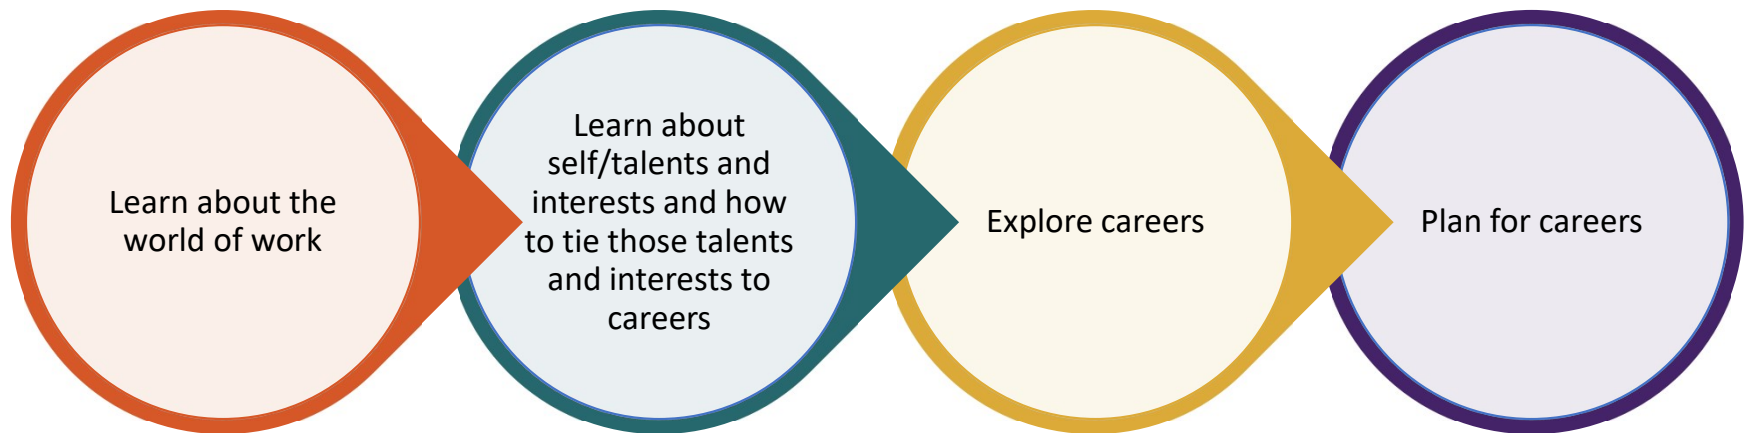 Learn about the
world of work
Learn about
self/talents and
interests and how
to tie those talents
and interests to
careers
Explore careers
Plan for careers